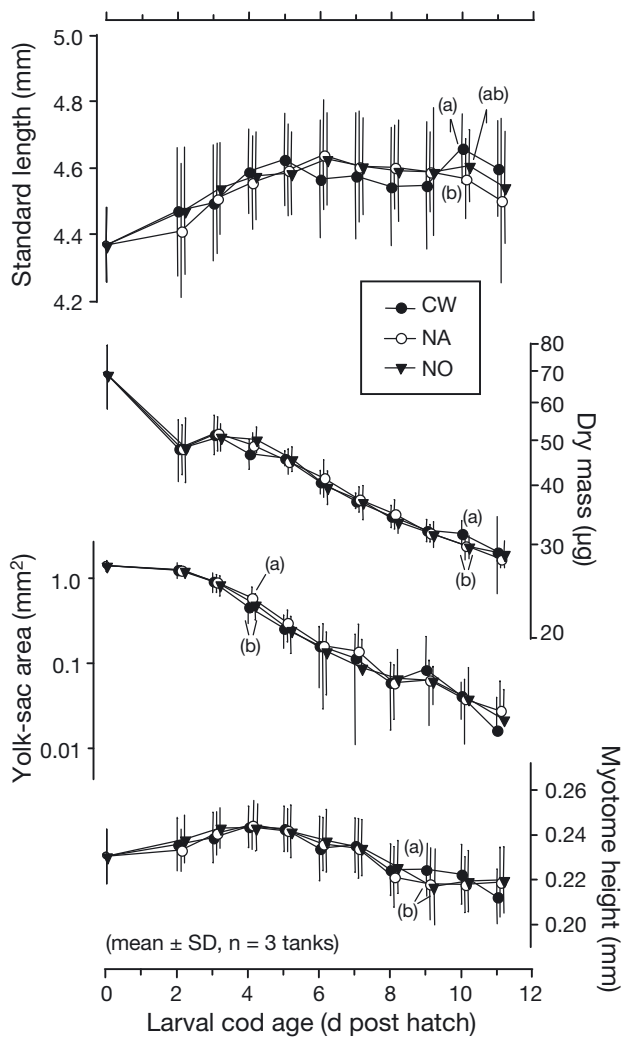 5.0
4.8
4.6
4.4
4.2
Standard length (mm)
(a)
(ab)
(b)
CW
NA
NO
80
70
60
50
40
30
20
Dry mass (µg)
(a)
(b)
1.0
0.1
0.01
Yolk-sac area (mm²)
(a)
(b)
0.26
0.24
0.22
0.20
Myotome height (mm)
(a)
(b)
(mean ± SD, n = 3 tanks)
0 2 4 6 8 10 12
Larval cod age (d post hatch)